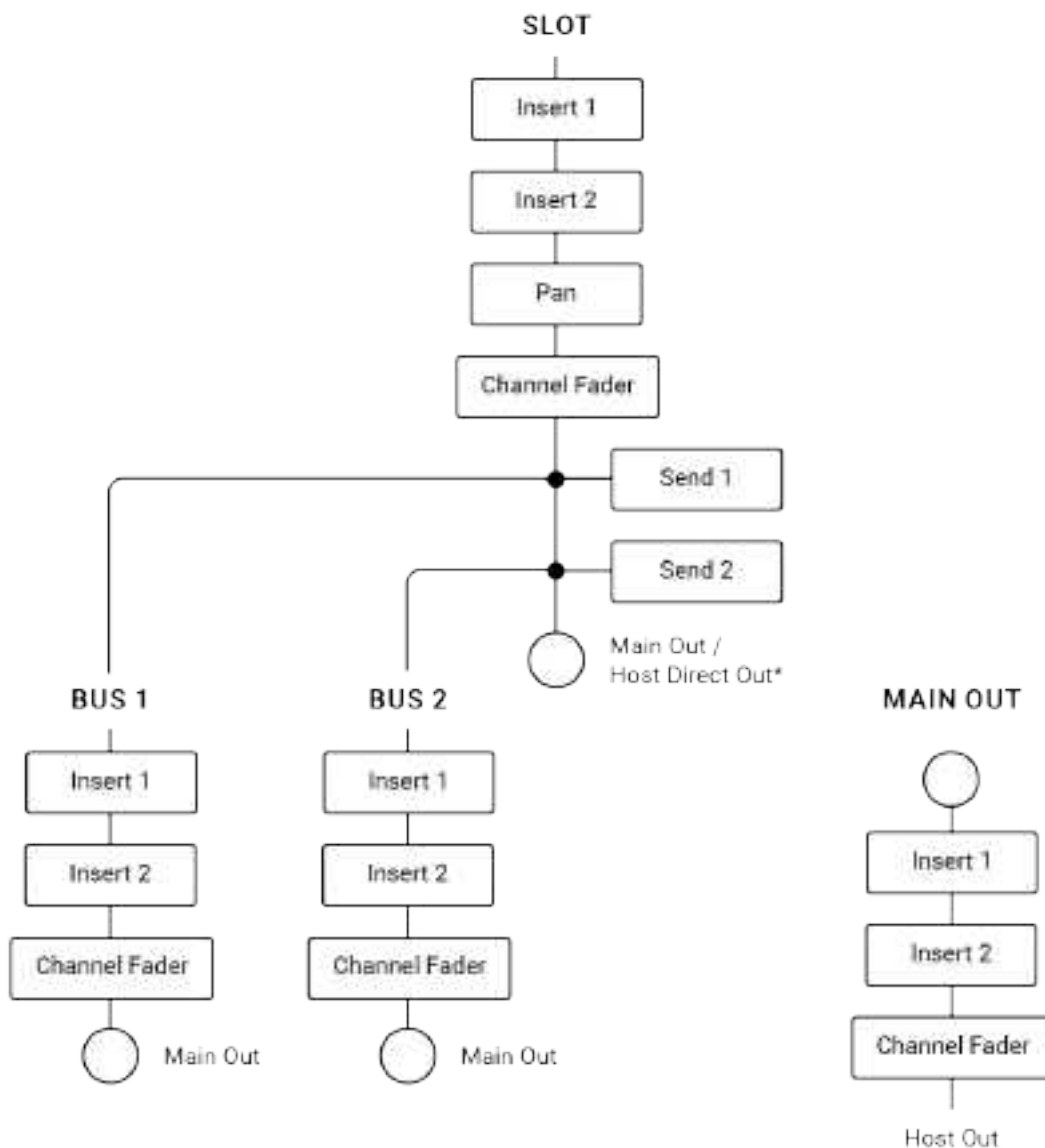 SLOT
Insert 1
Insert 2
Pan
Channel Fader
Send 1
Send 2
Main Out /
Host Direct Out*
BUS 1
Insert 1
Insert 2
Channel Fader
Main Out
BUS 2
Insert 1
Insert 2
Channel Fader
Main Out
MAIN OUT
Insert 1
Insert 2
Channel Fader
Host Out